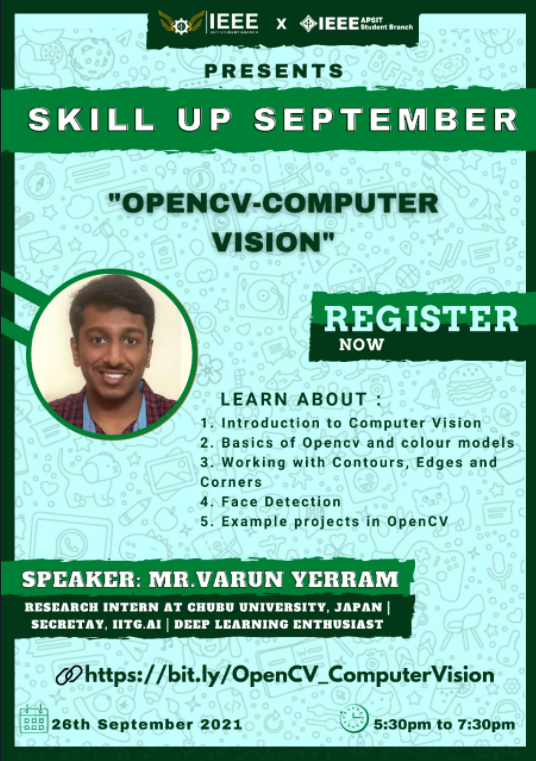 IEEE
X
IEEE APSIT
Student Branch
PRESENTS
SKILL UP SEPTEMBER
"OPENCV-COMPUTER
VISION"
REGISTER
NOW
LEARN ABOUT :
1. Introduction to Computer Vision
2. Basics of Opencv and colour models
3. Working with Contours, Edges and
Corners
4. Face Detection
5. Example projects in OpenCV
SPEAKER: MR.VARUN YERRAM
RESEARCH INTERN AT CHUBU UNIVERSITY, JAPAN |
SECRETAY, IITG.AI | DEEP LEARNING ENTHUSIAST
https://bit.ly/OpenCV_ComputerVision
26th September 2021
5:30pm to 7:30pm